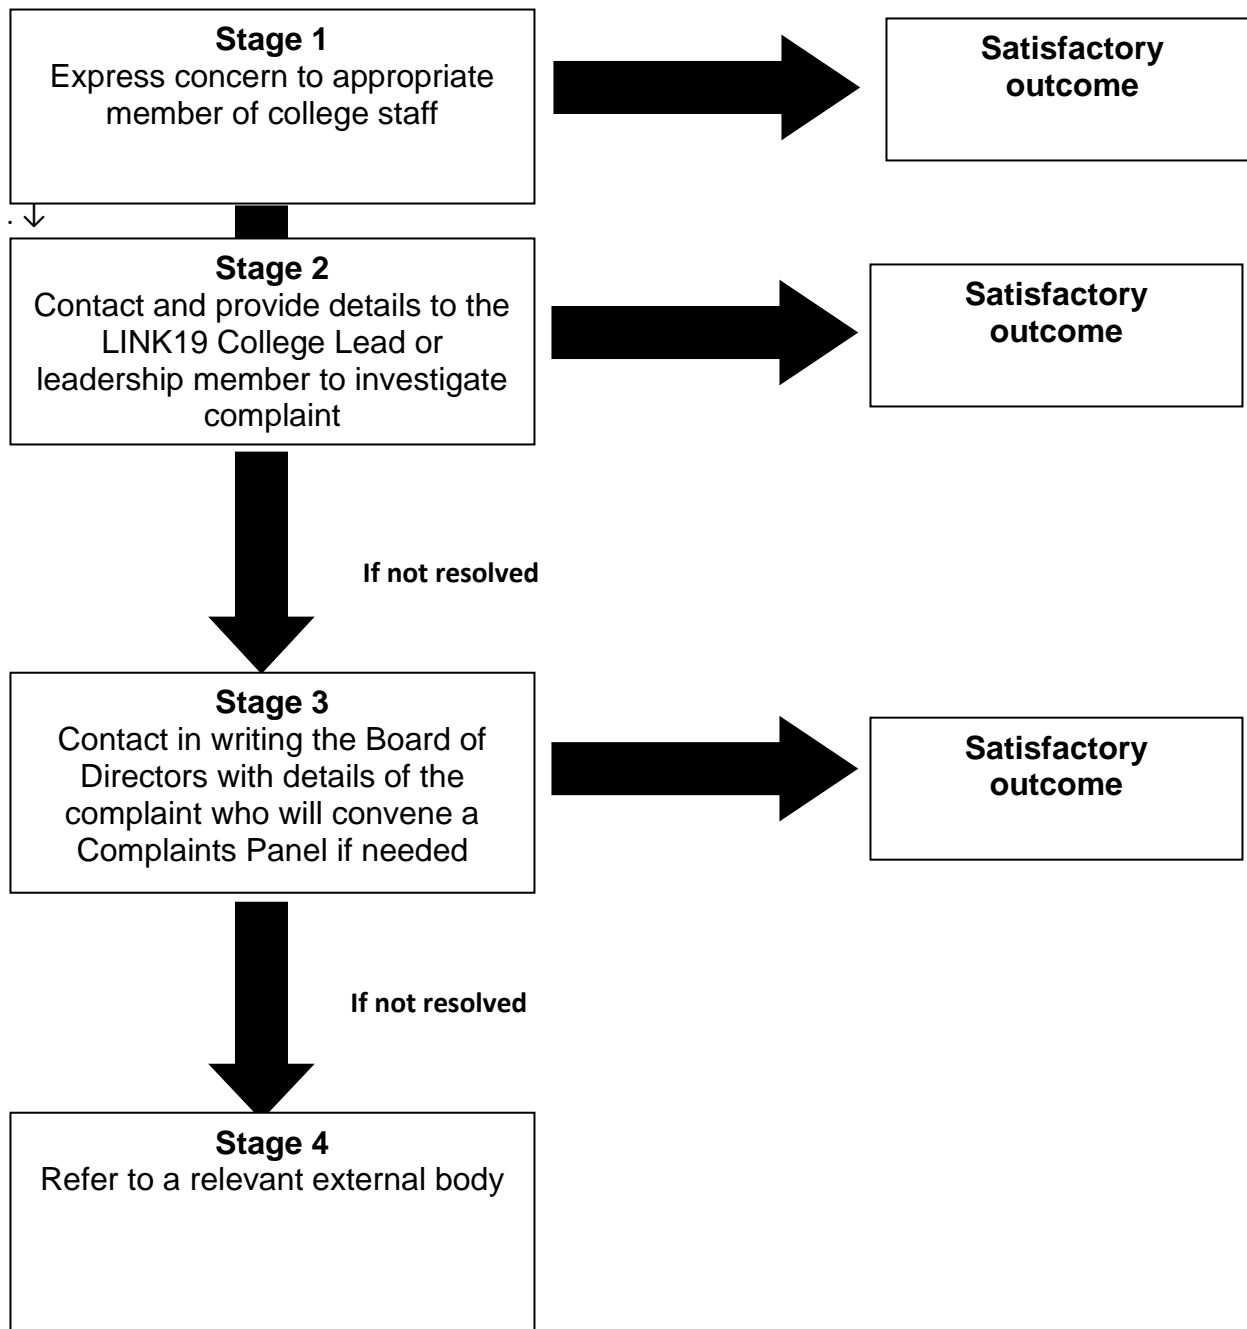 Stage 1
Express concern to appropriate
member of college staff
Satisfactory
outcome
. ↓
Stage 2
Contact and provide details to the
LINK19 College Lead or
leadership member to investigate
complaint
Satisfactory
outcome
If not resolved
Stage 3
Contact in writing the Board of
Directors with details of the
complaint who will convene a
Complaints Panel if needed
Satisfactory
outcome
If not resolved
Stage 4
Refer to a relevant external body